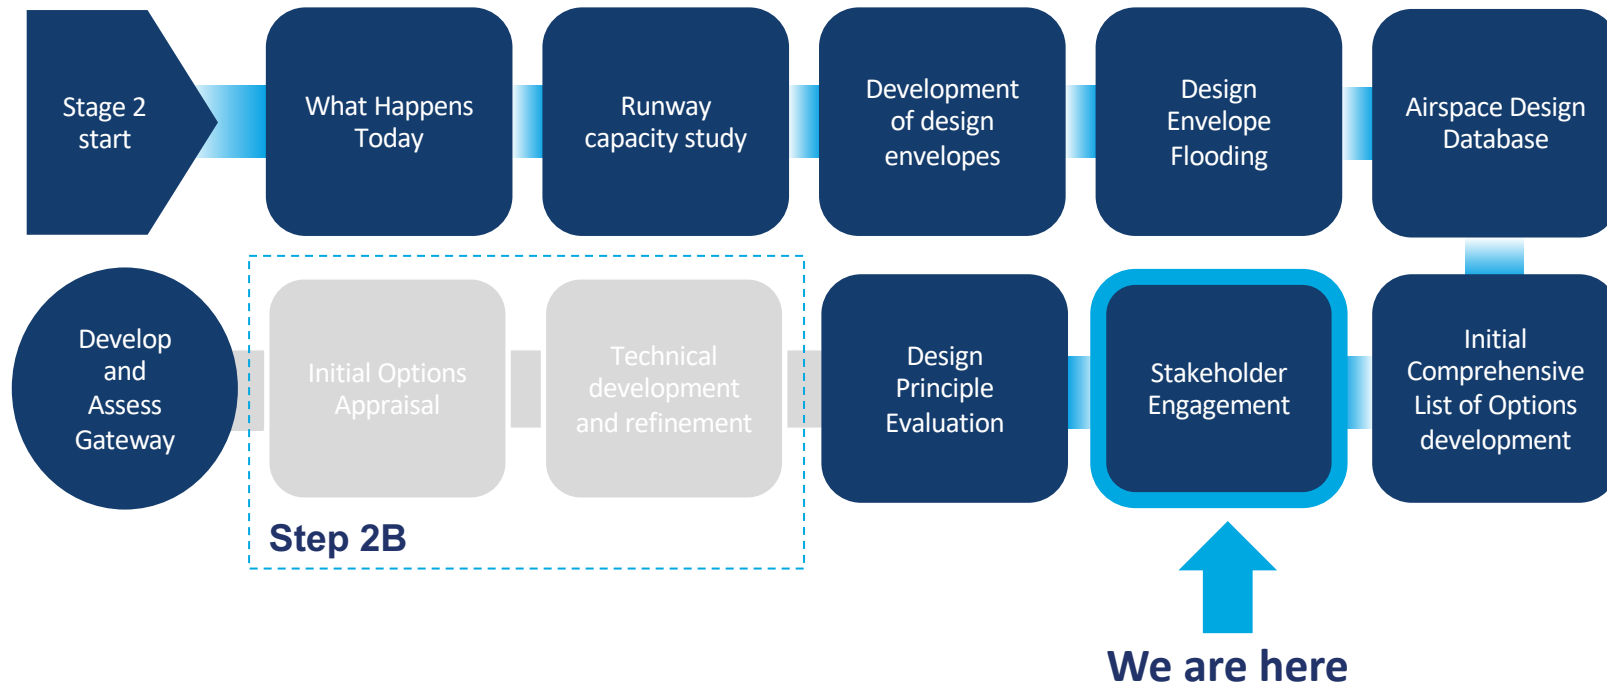 Stage 2
start
What Happens
Today
Runway
capacity study
Development
of design
envelopes
Design
Envelope
Flooding
Airspace Design
Database
Develop
and
Assess
Gateway
Initial Options
Appraisal
Technical
development
and refinement
Design
Principle
Evaluation
Stakeholder
Engagement
Initial
Comprehensive
List of Options
development
Step 2B
We are here